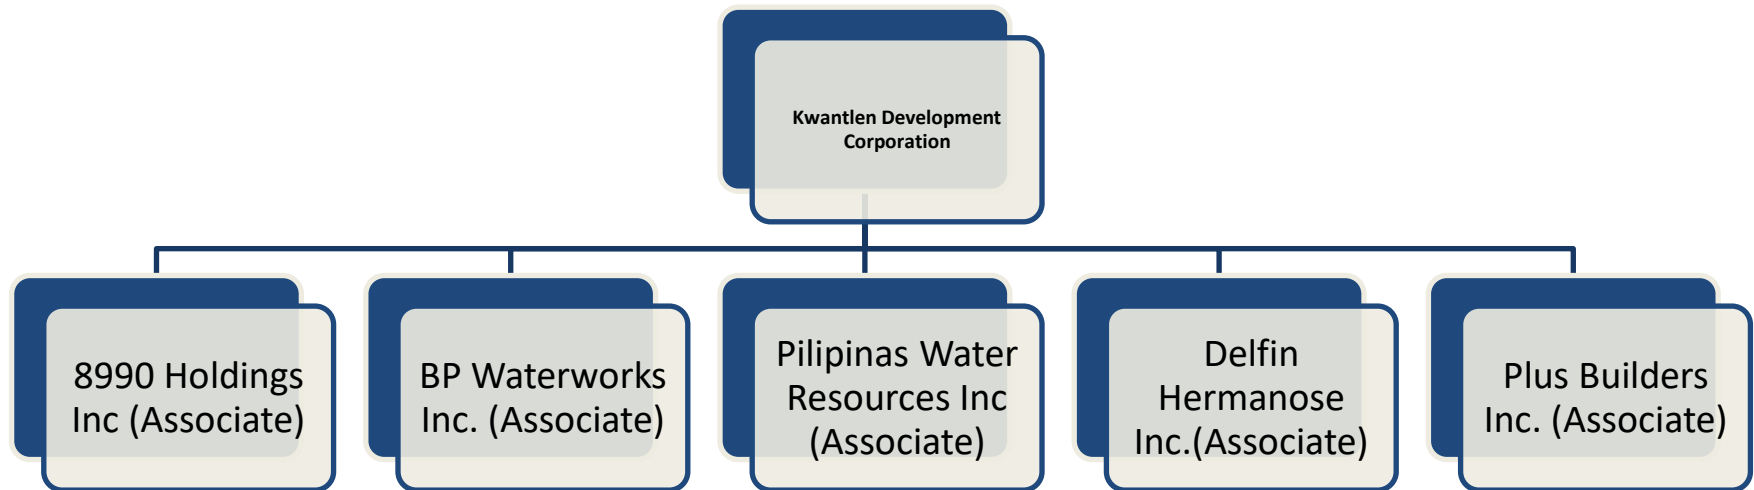 Kwantlen Development
Corporation
8990 Holdings
Inc (Associate)
BP Waterworks
Inc. (Associate)
Pilipinas Water
Resources Inc
(Associate)
Delfin
Hermanose
Inc.(Associate)
Plus Builders
Inc. (Associate)